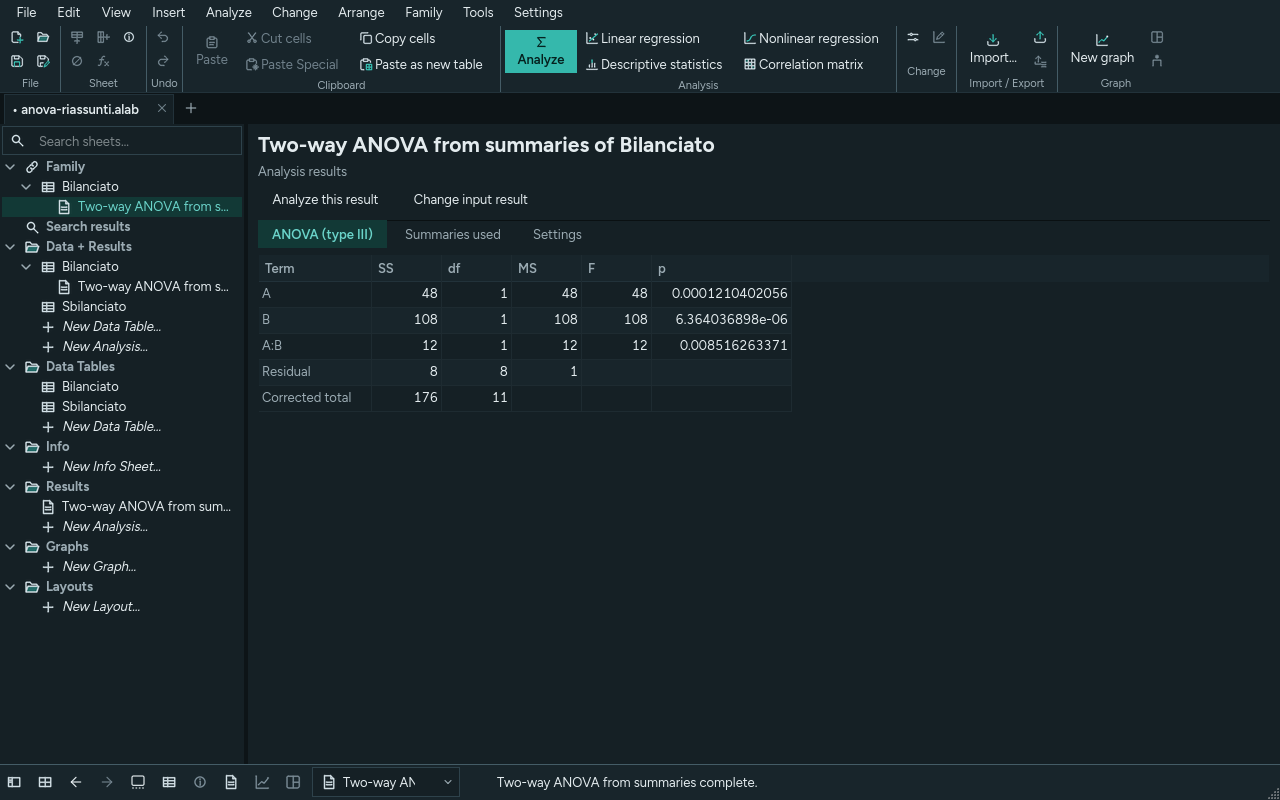 File Edit View Insert Analyze Change Arrange Family Tools Settings
Cut cells Copy cells Linear regression Nonlinear regression
Paste Paste Special Paste as new table Σ Analyze Descriptive statistics Correlation matrix Import... New graph
File Sheet Undo Clipboard Analysis Change Import / Export Graph
• anova-riassunti.alab
Search sheets...
Family
Bilanciato
Two-way ANOVA from s...
Search results
Data + Results
Bilanciato
Two-way ANOVA from s...
Sbilanciato
New Data Table...
New Analysis...
Data Tables
Bilanciato
Sbilanciato
New Data Table...
Info
New Info Sheet...
Results
Two-way ANOVA from sum...
New Analysis...
Graphs
New Graph...
Layouts
New Layout...
Two-way ANOVA from summaries of Bilanciato
Analysis results
Analyze this result Change input result
ANOVA (type III) Summaries used Settings
Term SS df MS F p
A 48 1 48 48 0.0001210402056
B 108 1 108 108 6.364036898e-06
A:B 12 1 12 12 0.008516263371
Residual 8 8 1
Corrected total 176 11
Two-way AN Two-way ANOVA from summaries complete.